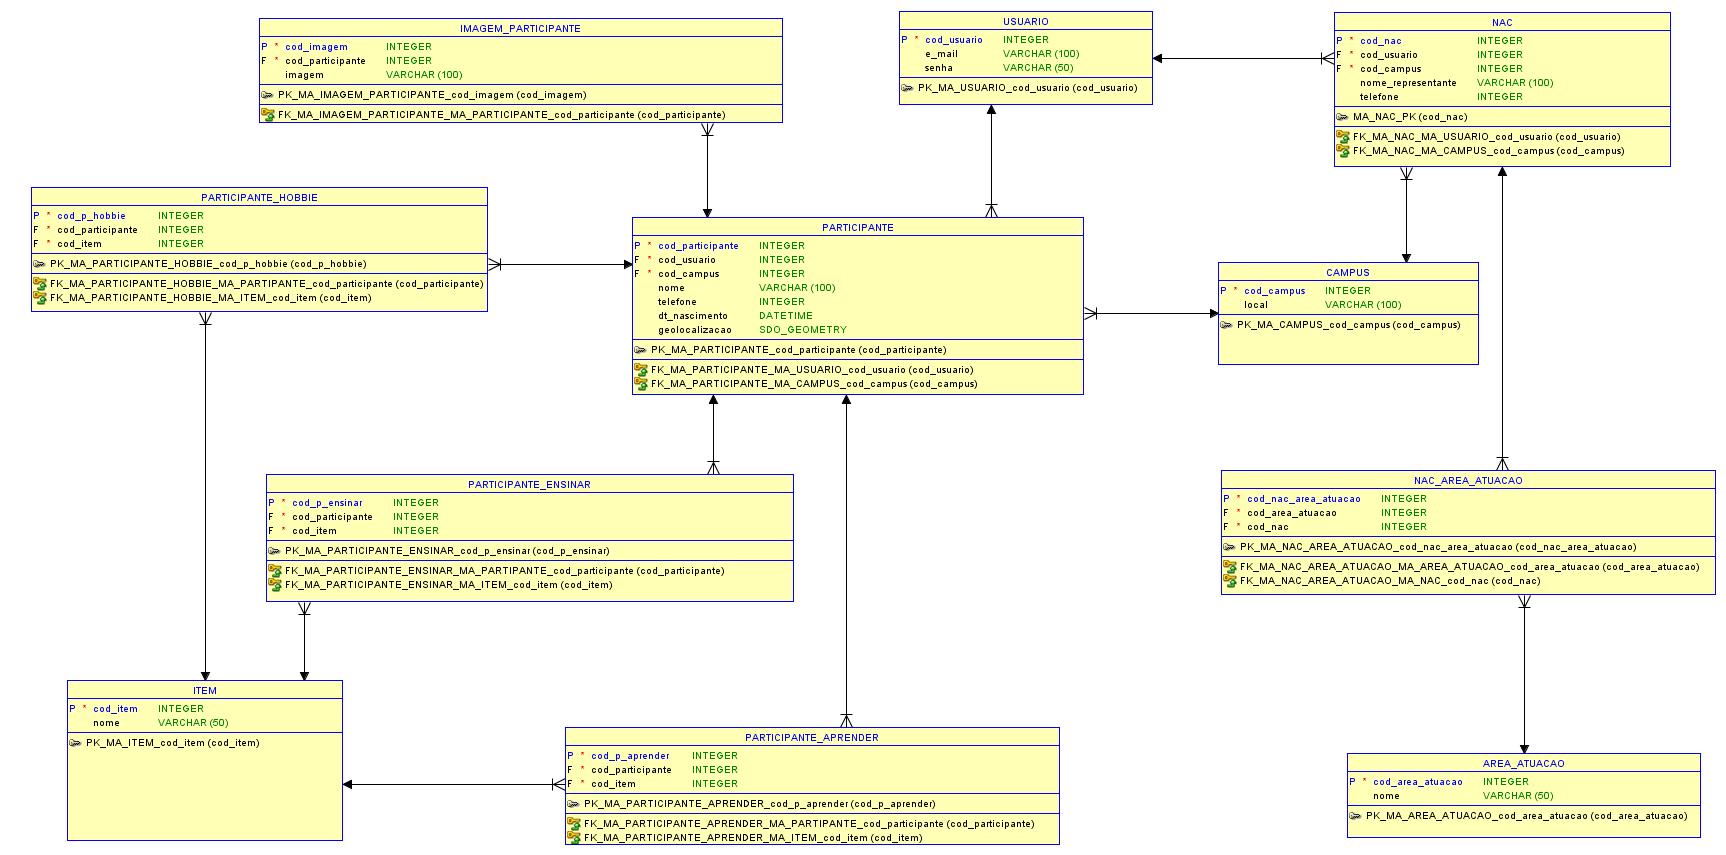 IMAGEM_PARTICIPANTE
P * cod_imagem INTEGER
F * cod_participante INTEGER
imagem VARCHAR (100)
PK_MA_IMAGEM_PARTICIPANTE_cod_imagem (cod_imagem)
FK_MA_IMAGEM_PARTICIPANTE_MA_PARTICIPANTE_cod_participante (cod_participante)
USUARIO
P * cod_usuario INTEGER
e_mail VARCHAR (100)
senha VARCHAR (50)
PK_MA_USUARIO_cod_usuario (cod_usuario)
NAC
P * cod_nac INTEGER
F * cod_usuario INTEGER
F * cod_campus INTEGER
nome_representante VARCHAR (100)
telefone INTEGER
MA_NAC_PK (cod_nac)
FK_MA_NAC_MA_USUARIO_cod_usuario (cod_usuario)
FK_MA_NAC_MA_CAMPUS_cod_campus (cod_campus)
PARTICIPANTE_HOBBIE
P * cod_p_hobbie INTEGER
F * cod_participante INTEGER
F * cod_item INTEGER
PK_MA_PARTICIPANTE_HOBBIE_cod_p_hobbie (cod_p_hobbie)
FK_MA_PARTICIPANTE_HOBBIE_MA_PARTIPANTE_cod_participante (cod_participante)
FK_MA_PARTICIPANTE_HOBBIE_MA_ITEM_cod_item (cod_item)
PARTICIPANTE
P * cod_participante INTEGER
F * cod_usuario INTEGER
F * cod_campus INTEGER
nome VARCHAR (100)
telefone INTEGER
dt_nascimento DATETIME
geolocalizacao SDO_GEOMETRY
PK_MA_PARTICIPANTE_cod_participante (cod_participante)
FK_MA_PARTICIPANTE_MA_USUARIO_cod_usuario (cod_usuario)
FK_MA_PARTICIPANTE_MA_CAMPUS_cod_campus (cod_campus)
CAMPUS
P * cod_campus INTEGER
local VARCHAR (100)
PK_MA_CAMPUS_cod_campus (cod_campus)
PARTICIPANTE_ENSINAR
P * cod_p_ensinar INTEGER
F * cod_participante INTEGER
F * cod_item INTEGER
PK_MA_PARTICIPANTE_ENSINAR_cod_p_ensinar (cod_p_ensinar)
FK_MA_PARTICIPANTE_ENSINAR_MA_PARTIPANTE_cod_participante (cod_participante)
FK_MA_PARTICIPANTE_ENSINAR_MA_ITEM_cod_item (cod_item)
NAC_AREA_ATUACAO
P * cod_nac_area_atuacao INTEGER
F * cod_area_atuacao INTEGER
F * cod_nac INTEGER
PK_MA_NAC_AREA_ATUACAO_cod_nac_area_atuacao (cod_nac_area_atuacao)
FK_MA_NAC_AREA_ATUACAO_MA_AREA_ATUACAO_cod_area_atuacao (cod_area_atuacao)
FK_MA_NAC_AREA_ATUACAO_MA_NAC_cod_nac (cod_nac)
ITEM
P * cod_item INTEGER
nome VARCHAR (50)
PK_MA_ITEM_cod_item (cod_item)
PARTICIPANTE_APRENDER
P * cod_p_aprender INTEGER
F * cod_participante INTEGER
F * cod_item INTEGER
PK_MA_PARTICIPANTE_APRENDER_cod_p_aprender (cod_p_aprender)
FK_MA_PARTICIPANTE_APRENDER_MA_PARTIPANTE_cod_participante (cod_participante)
FK_MA_PARTICIPANTE_APRENDER_MA_ITEM_cod_item (cod_item)
AREA_ATUACAO
P * cod_area_atuacao INTEGER
nome VARCHAR (50)
PK_MA_AREA_ATUACAO_cod_area_atuacao (cod_area_atuacao)